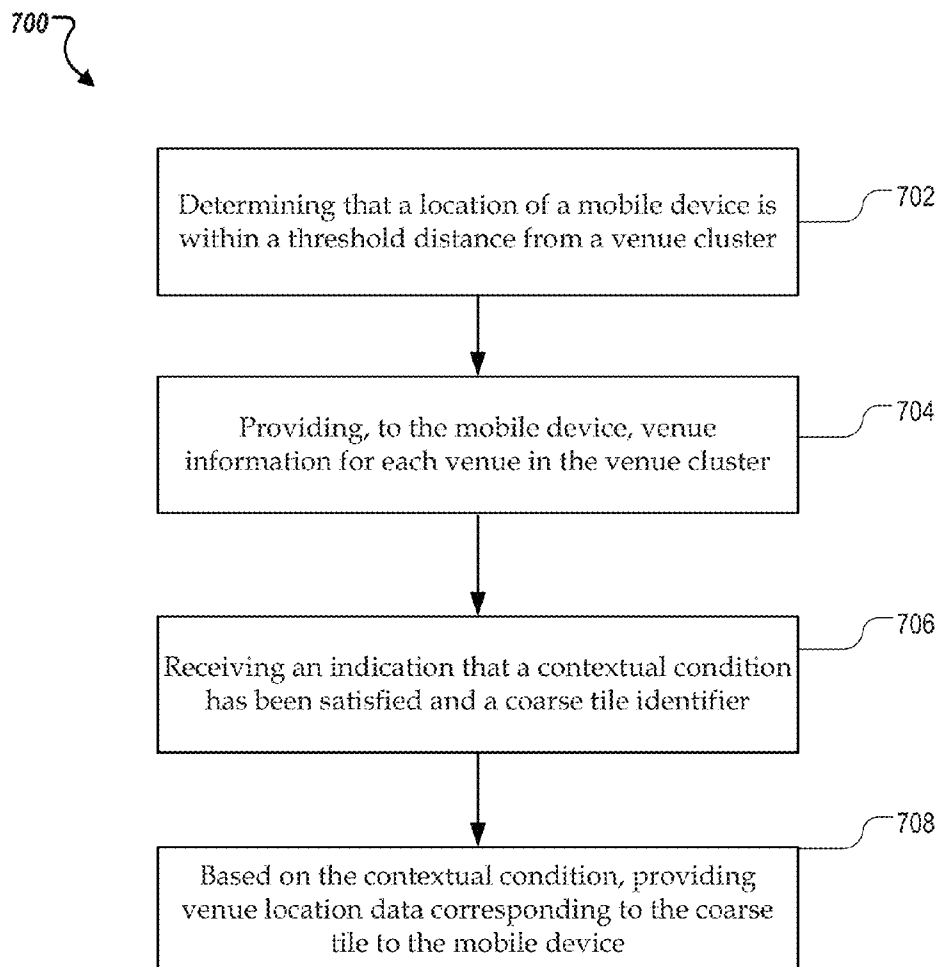 700
Determining that a location of a mobile device is
within a threshold distance from a venue cluster
702
Providing, to the mobile device, venue
information for each venue in the venue cluster
704
Receiving an indication that a contextual condition
has been satisfied and a coarse tile identifier
706
Based on the contextual condition, providing
venue location data corresponding to the coarse
tile to the mobile device
708